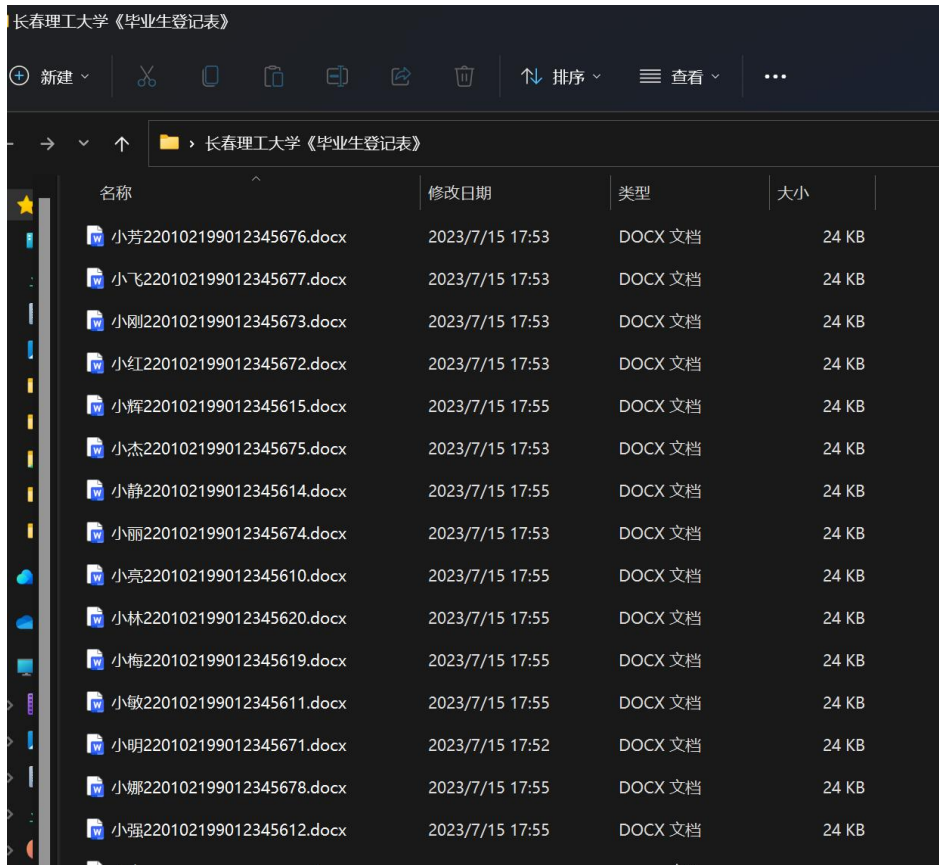 长春理工大学《毕业生登记表》
新建 排序 查看
长春理工大学《毕业生登记表》
名称 修改日期 类型 大小
小芳220102199012345676.docx 2023/7/15 17:53 DOCX 文档 24 KB
小飞220102199012345677.docx 2023/7/15 17:53 DOCX 文档 24 KB
小刚220102199012345673.docx 2023/7/15 17:53 DOCX 文档 24 KB
小红220102199012345672.docx 2023/7/15 17:53 DOCX 文档 24 KB
小辉220102199012345615.docx 2023/7/15 17:55 DOCX 文档 24 KB
小杰220102199012345675.docx 2023/7/15 17:53 DOCX 文档 24 KB
小静220102199012345614.docx 2023/7/15 17:55 DOCX 文档 24 KB
小丽220102199012345674.docx 2023/7/15 17:53 DOCX 文档 24 KB
小亮220102199012345610.docx 2023/7/15 17:55 DOCX 文档 24 KB
小林220102199012345620.docx 2023/7/15 17:55 DOCX 文档 24 KB
小梅220102199012345619.docx 2023/7/15 17:55 DOCX 文档 24 KB
小敏220102199012345611.docx 2023/7/15 17:55 DOCX 文档 24 KB
小明220102199012345671.docx 2023/7/15 17:52 DOCX 文档 24 KB
小娜220102199012345678.docx 2023/7/15 17:55 DOCX 文档 24 KB
小强220102199012345612.docx 2023/7/15 17:55 DOCX 文档 24 KB